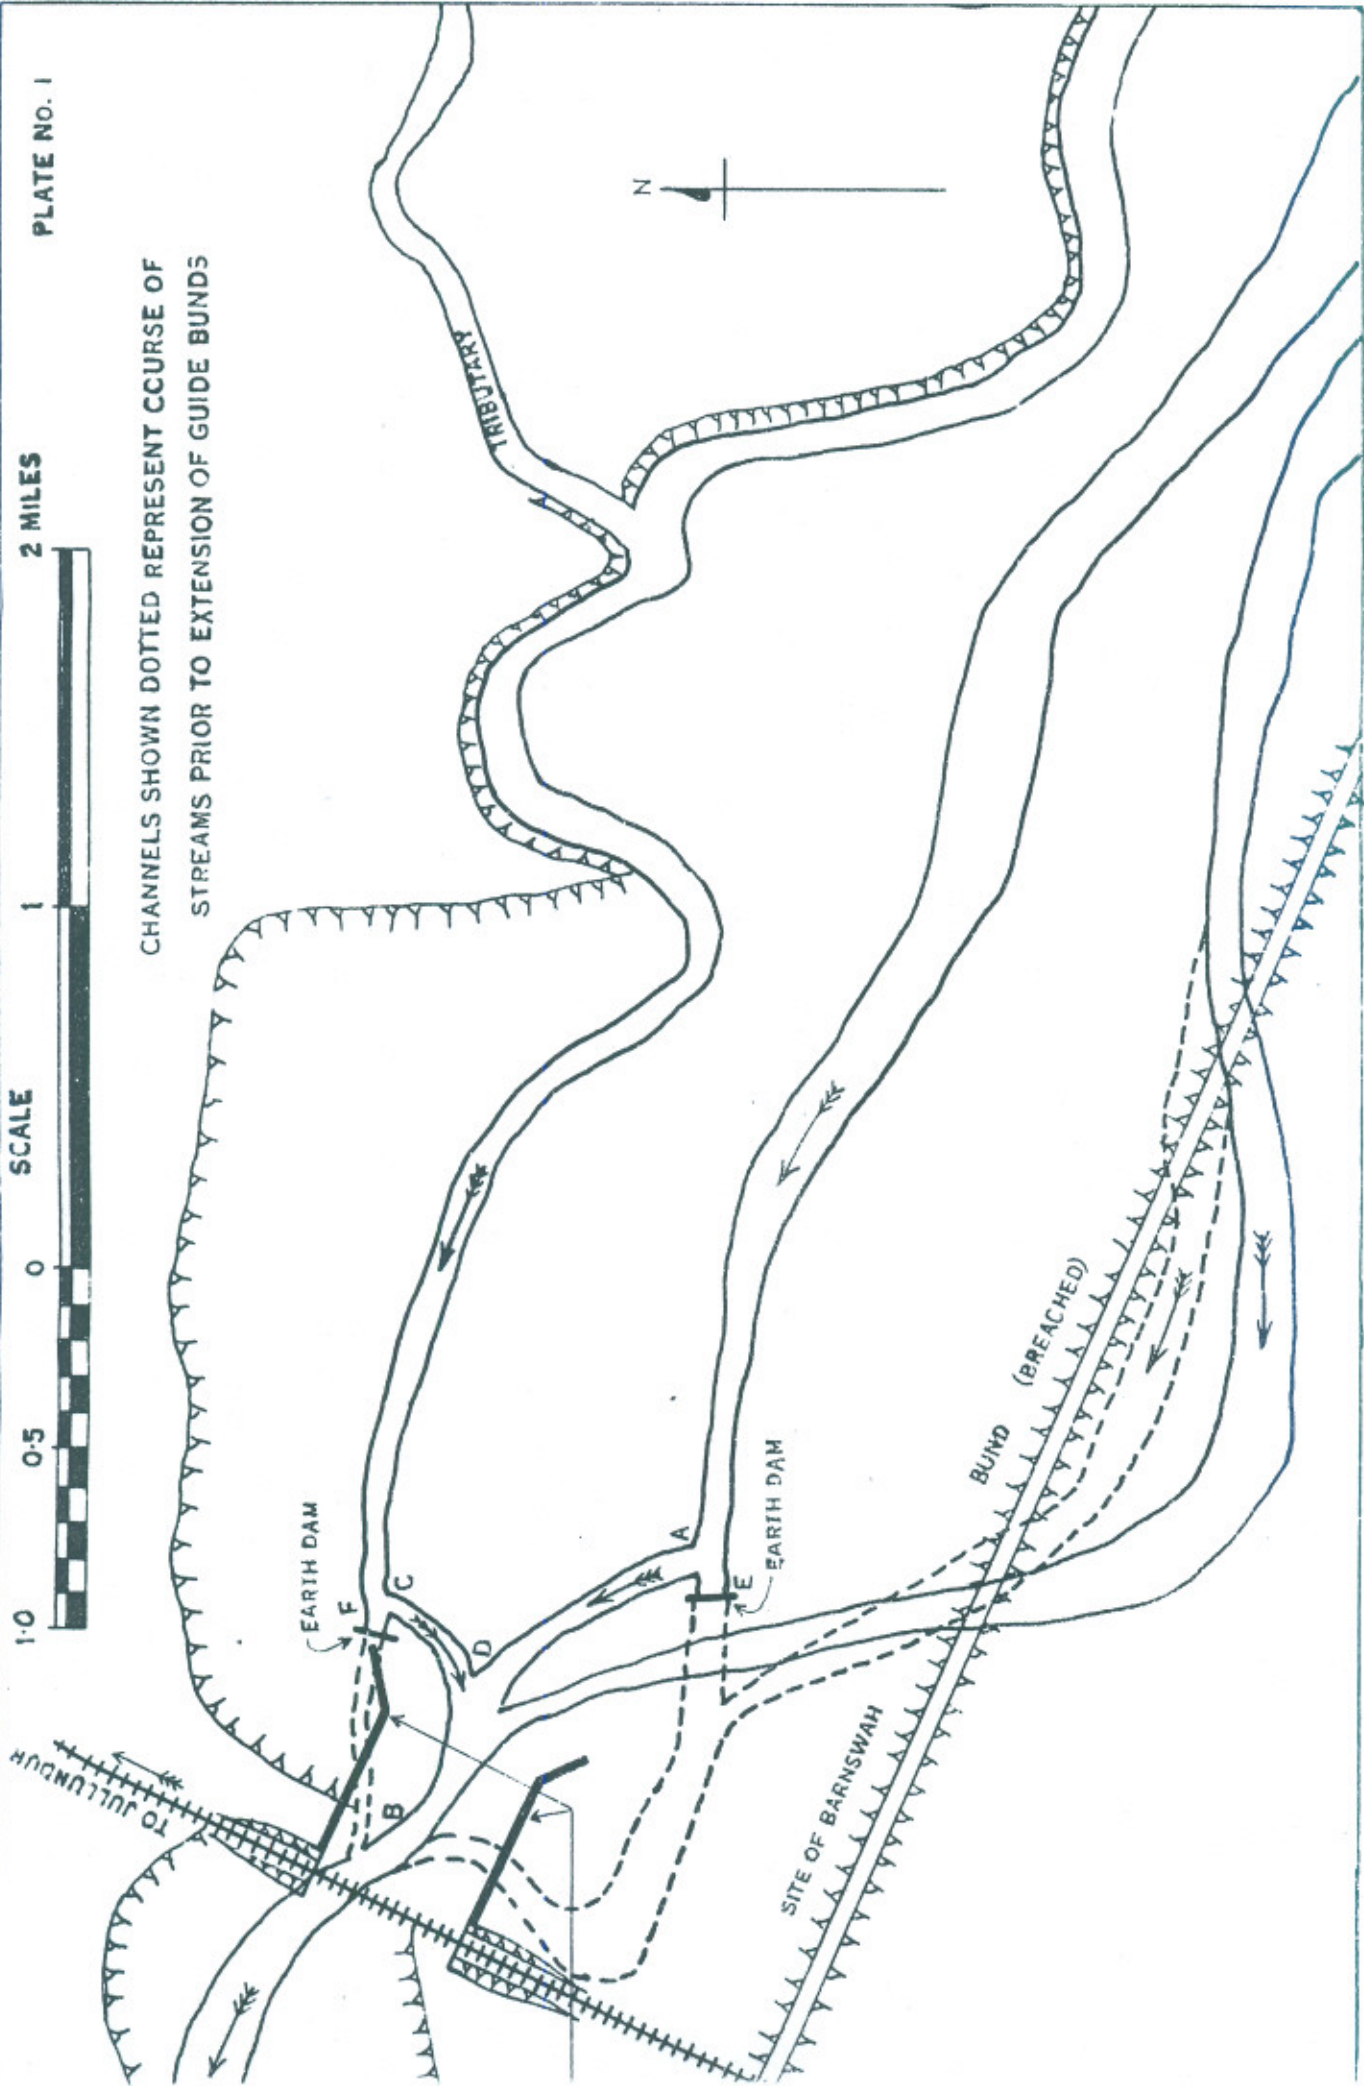 PLATE NO. 1
SCALE
1·0 0·5 0 1 2 MILES
CHANNELS SHOWN DOTTED REPRESENT CCURSE OF
STREAMS PRIOR TO EXTENSION OF GUIDE BUNDS
TO JULLUNDUR
EARTH DAM
F
C
B
D
TRIBUTARY
N
A
E
EARTH DAM
BUND (BREACHED)
SITE OF BARNSWAH